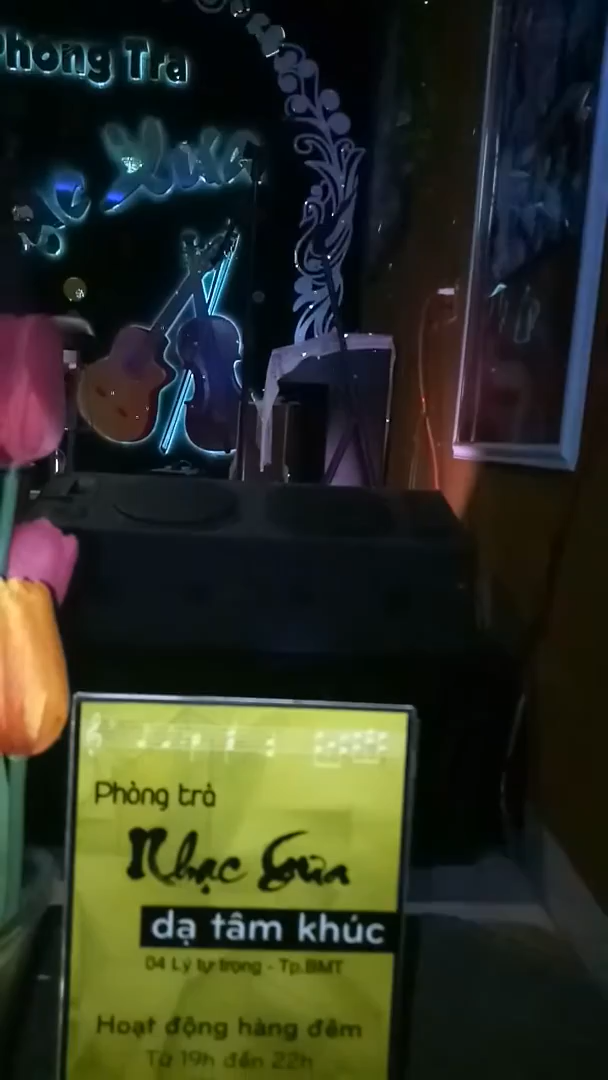 Phòng Trà
Xưa
Phòng trà
Nhạc Xưa
dạ tâm khúc
04 Lý tự trọng - Tp.BMT
Hoạt động hàng đêm
Từ 19h đến 22h